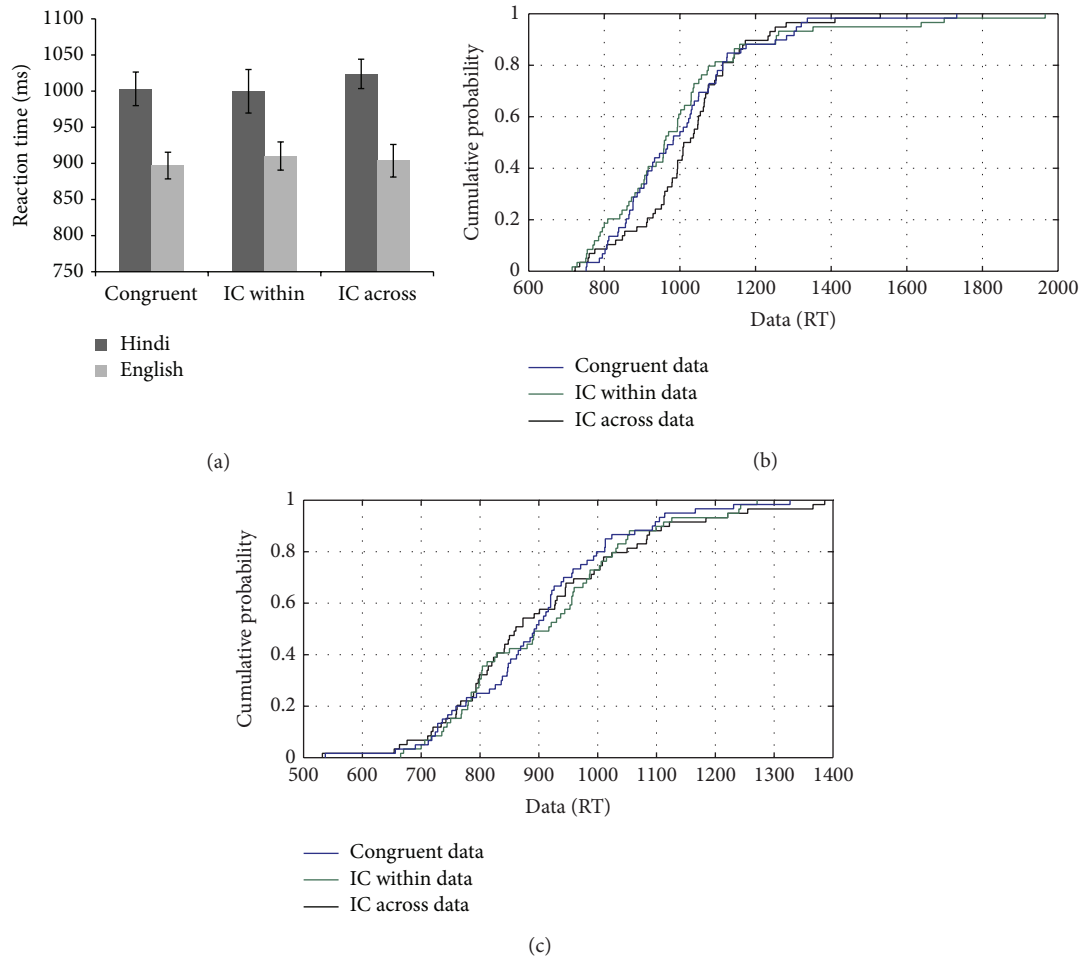 1100
1050
1000
950
900
850
800
750
Reaction time (ms)
Congruent
IC within
IC across
Hindi
English
(a)
1
0.8
0.6
0.4
0.2
0
Cumulative probability
600
800
1000
1200
1400
1600
1800
2000
Data (RT)
Congruent data
IC within data
IC across data
(b)
1
0.8
0.6
0.4
0.2
0
Cumulative probability
500
600
700
800
900
1000
1100
1200
1300
1400
Data (RT)
Congruent data
IC within data
IC across data
(c)